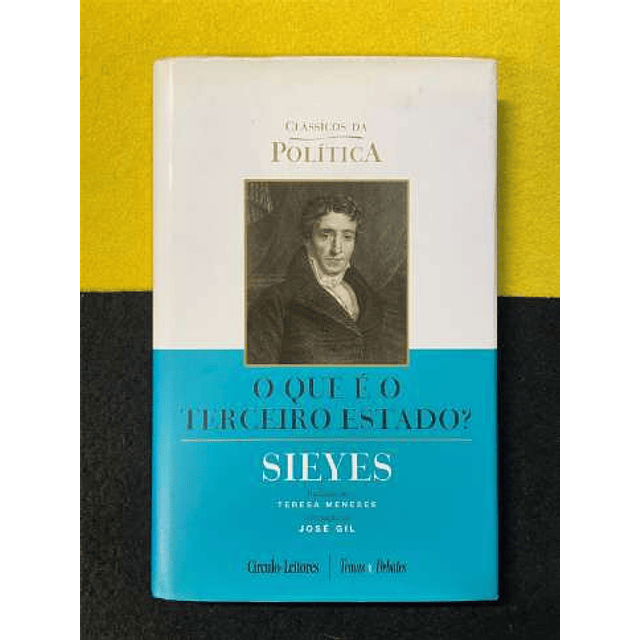 CLÁSSICOS DA
POLÍTICA
O QUE É O
TERCEIRO ESTADO?
SIEYES
TERESA MENESES
JOSÉ GIL
Círculo Leitores | Temas e Debates